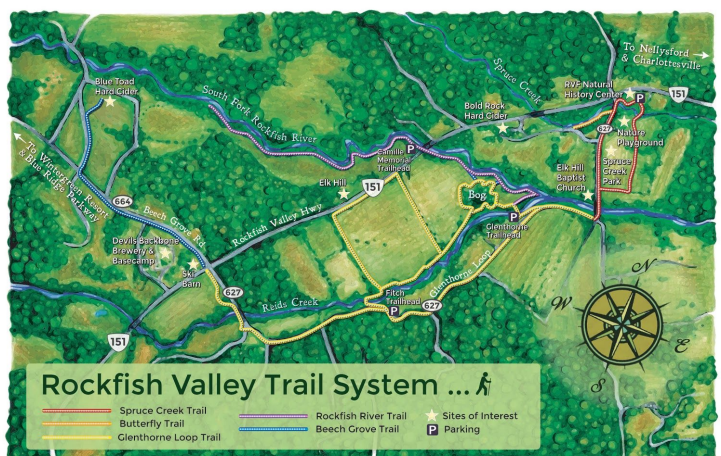 To Nellysford
& Charlottesville
Blue Toad
Hard Cider
Spruce Creek
RVF Natural
History Center
P
151
South Fork Rockfish River
Bold Rock
Hard Cider
627
Nature
Playground
To Wintergreen Resort
& Blue Ridge Parkway
Camille
Memorial
Trailhead
P
Spruce
Creek
Park
Elk Hill
Baptist
Church
Elk Hill
151
Bog
664
Beech Grove Rd.
Rockfish Valley Hwy
P
Glenthorne
Trailhead
Devils Backbone
Brewery &
Basecamp
Ski
Barn
Glenthorne Loop
N
627
Reids Creek
Fitch
Trailhead
P
627
W
E
151
S
Rockfish Valley Trail System ...
Spruce Creek Trail
Butterfly Trail
Glenthorne Loop Trail
Rockfish River Trail
Beech Grove Trail
Sites of Interest
P Parking